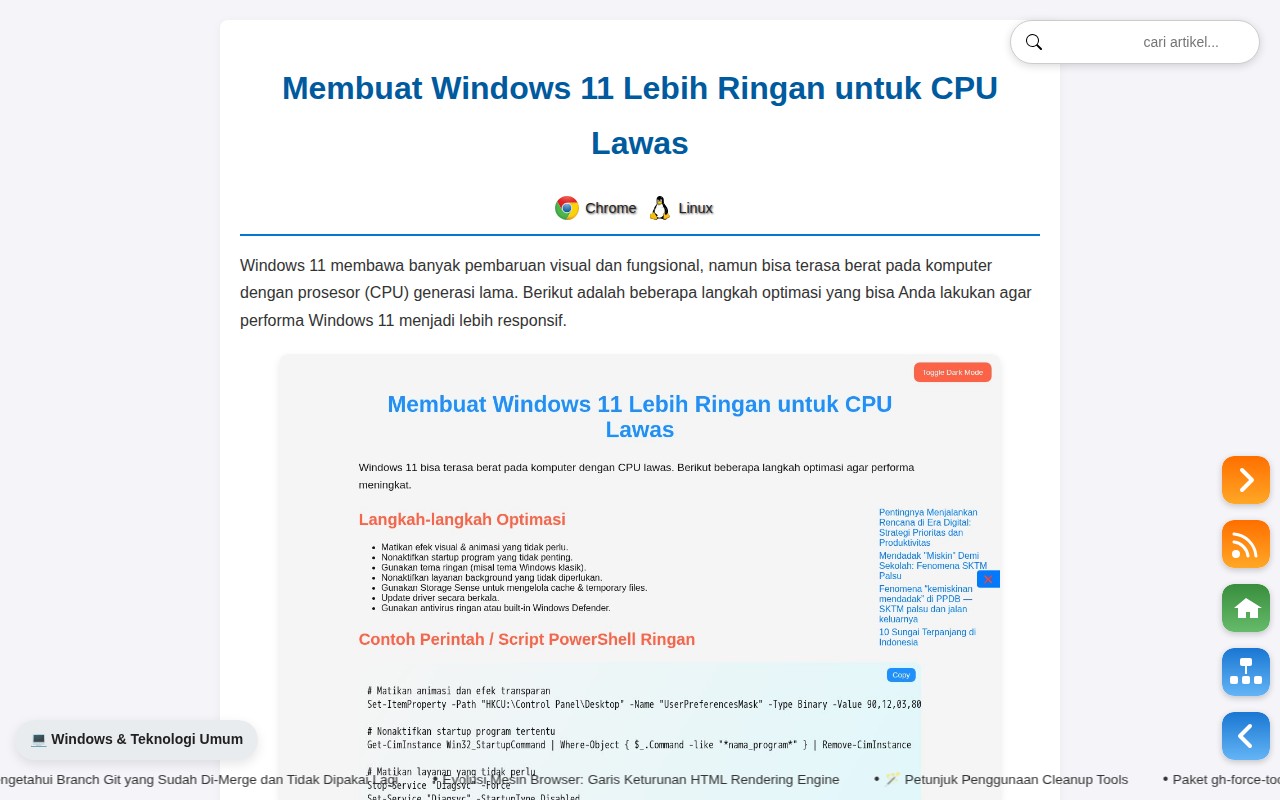 cari artikel...
Membuat Windows 11 Lebih Ringan untuk CPU
Lawas
Chrome Linux
Windows 11 membawa banyak pembaruan visual dan fungsional, namun bisa terasa berat pada komputer
dengan prosesor (CPU) generasi lama. Berikut adalah beberapa langkah optimasi yang bisa Anda lakukan agar
performa Windows 11 menjadi lebih responsif.
Toggle Dark Mode
Membuat Windows 11 Lebih Ringan untuk CPU
Lawas
Windows 11 bisa terasa berat pada komputer dengan CPU lawas. Berikut beberapa langkah optimasi agar performa
meningkat.
Langkah-langkah Optimasi
• Matikan efek visual & animasi yang tidak perlu.
• Nonaktifkan startup program yang tidak penting.
• Gunakan tema ringan (misal tema Windows klasik).
• Nonaktifkan layanan background yang tidak diperlukan.
• Gunakan Storage Sense untuk mengelola cache & temporary files.
• Update driver secara berkala.
• Gunakan antivirus ringan atau built-in Windows Defender.
Pentingnya Menjalankan
Rencana di Era Digital:
Strategi Prioritas dan
Produktivitas
Mendadak "Miskin" Demi
Sekolah: Fenomena SKTM
Palsu
Fenomena "kemiskinan
mendadak" di PPDB —
SKTM palsu dan jalan
keluarnya
10 Sungai Terpanjang di
Indonesia
Contoh Perintah / Script PowerShell Ringan
Copy
# Matikan animasi dan efek transparan
Set-ItemProperty -Path "HKCU:\Control Panel\Desktop" -Name "UserPreferencesMask" -Type Binary -Value 90,12,03,80
# Nonaktifkan startup program tertentu
Get-CimInstance Win32_StartupCommand | Where-Object { $_.Command -like "*nama_program*" } | Remove-CimInstance
# Matikan layanan yang tidak perlu
Stop-Service "Diagsvc" -Force
Set-Service "Diagsvc" -StartupType Disabled
💻 Windows & Teknologi Umum
ngetahui Branch Git yang Sudah Di-Merge dan Tidak Dipakai Lagi • Evolusi Mesin Browser: Garis Keturunan HTML Rendering Engine • 🪄 Petunjuk Penggunaan Cleanup Tools • Paket gh-force-too